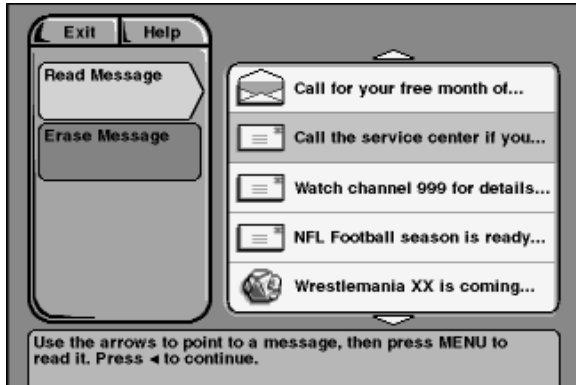 Exit Help
Read Message
Erase Message
Call for your free month of...
Call the service center if you...
Watch channel 999 for details...
NFL Football season is ready...
Wrestlemania XX is coming...
Use the arrows to point to a message, then press MENU to
read it. Press ◄ to continue.